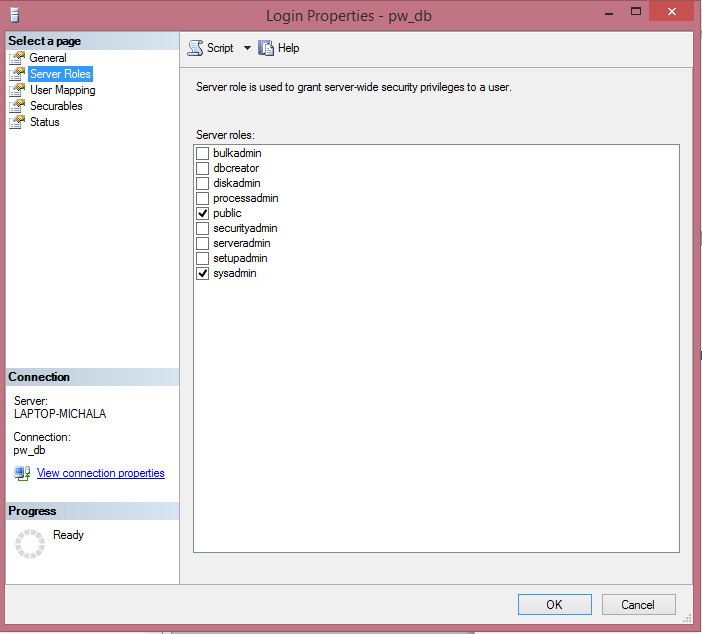 Login Properties - pw_db
Select a page
General
Server Roles
User Mapping
Securables
Status
Script
Help
Server role is used to grant server-wide security privileges to a user.
Server roles:
bulkadmin
dbcreator
diskadmin
processadmin
public
securityadmin
serveradmin
setupadmin
sysadmin
Connection
Server:
LAPTOP-MICHALA
Connection:
pw_db
View connection properties
Progress
Ready
OK
Cancel